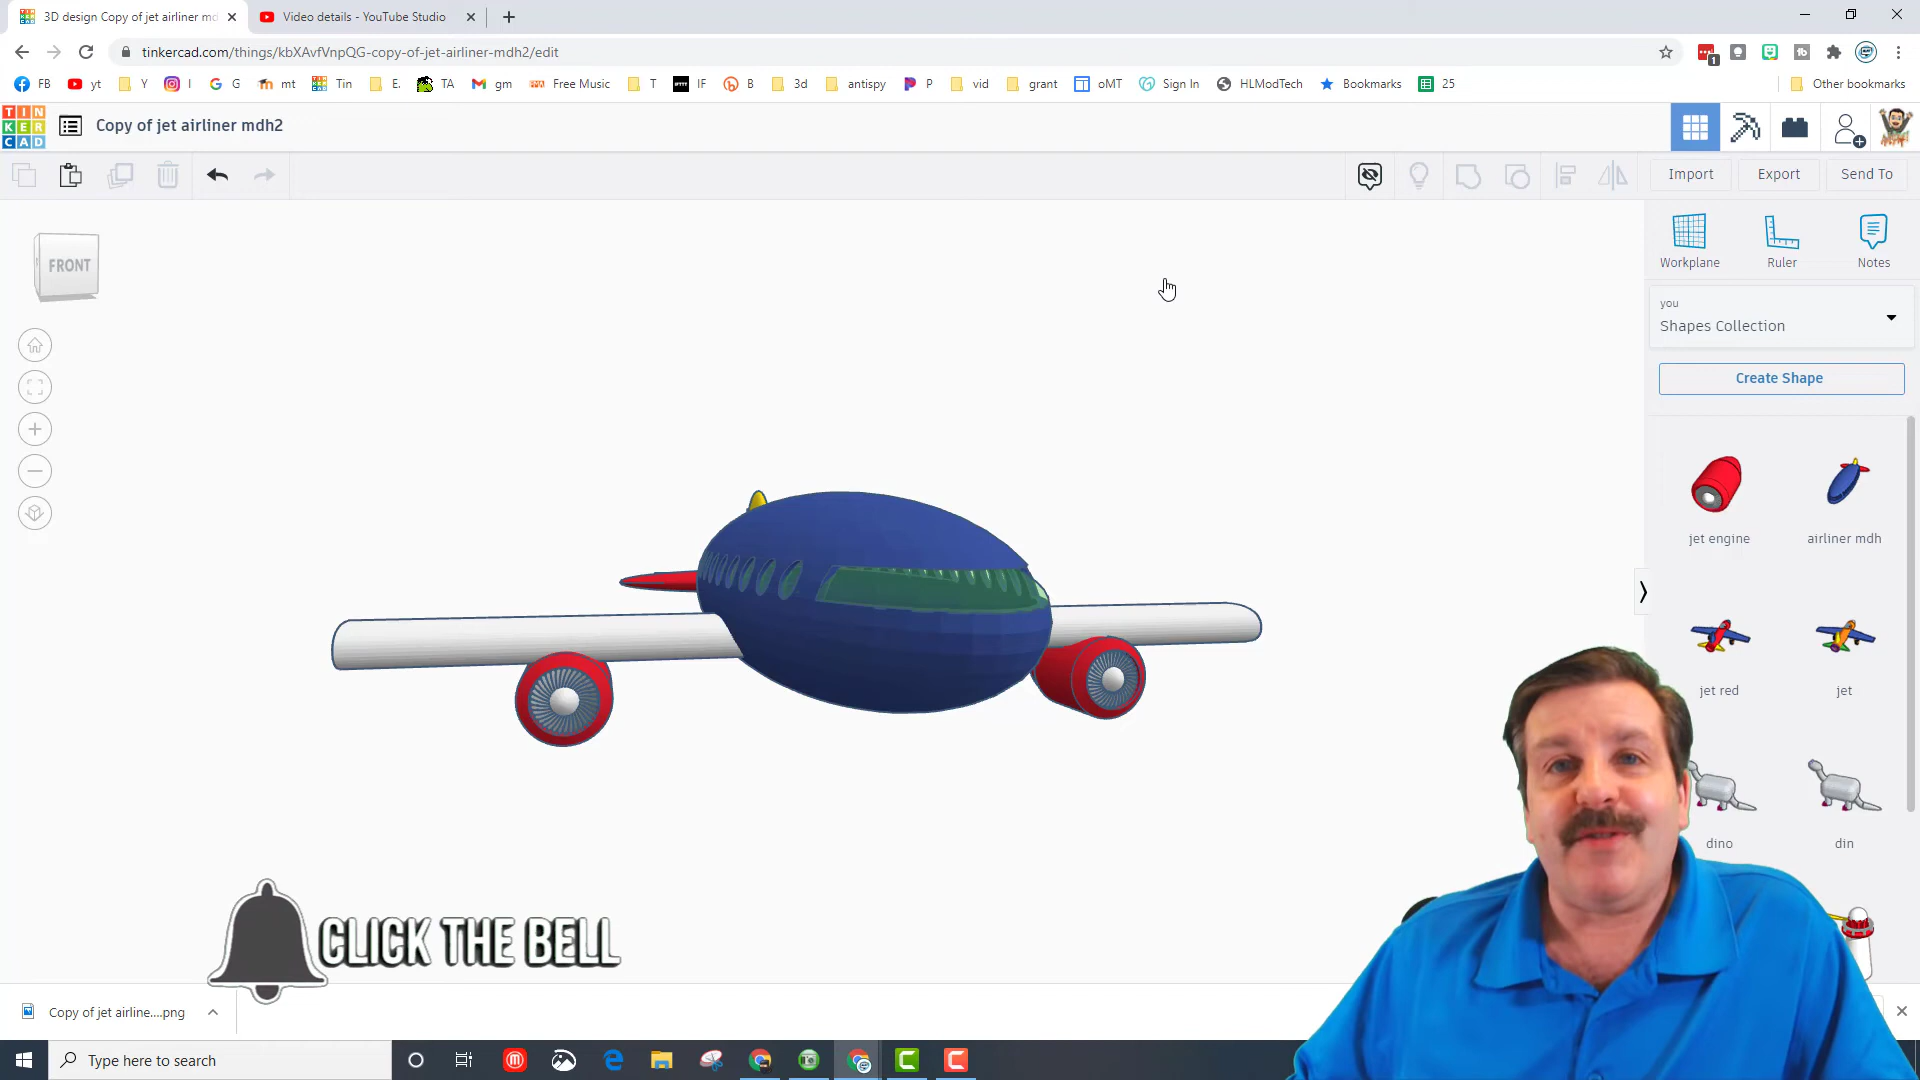 3D design Copy of jet airliner md
Video details - YouTube Studio
tinkercad.com/things/kbXAvfVnpQG-copy-of-jet-airliner-mdh2/edit
1
FB
yt
Y
I
G
mt
Tin
E.
TA
gm
Free Music
T
IF
B
3d
antispy
P
vid
grant
oMT
Sign In
HLModTech
Bookmarks
25
Other bookmarks
TIN
KER
CAD
Copy of jet airliner mdh2
Import
Export
Send To
FRONT
Workplane
Ruler
Notes
you
Shapes Collection
Create Shape
jet engine
airliner mdh
jet red
jet
dino
din
CLICK THE BELL
Copy of jet airline....png
Type here to search